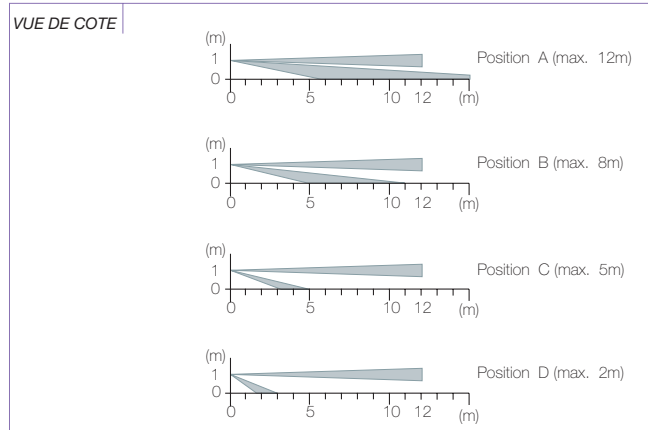 VUE DE COTE
(m)
1
0
0 5 10 12 (m)
Position A (max. 12m)
(m)
1
0
0 5 10 12 (m)
Position B (max. 8m)
(m)
1
0
0 5 10 12 (m)
Position C (max. 5m)
(m)
1
0
0 5 10 12 (m)
Position D (max. 2m)